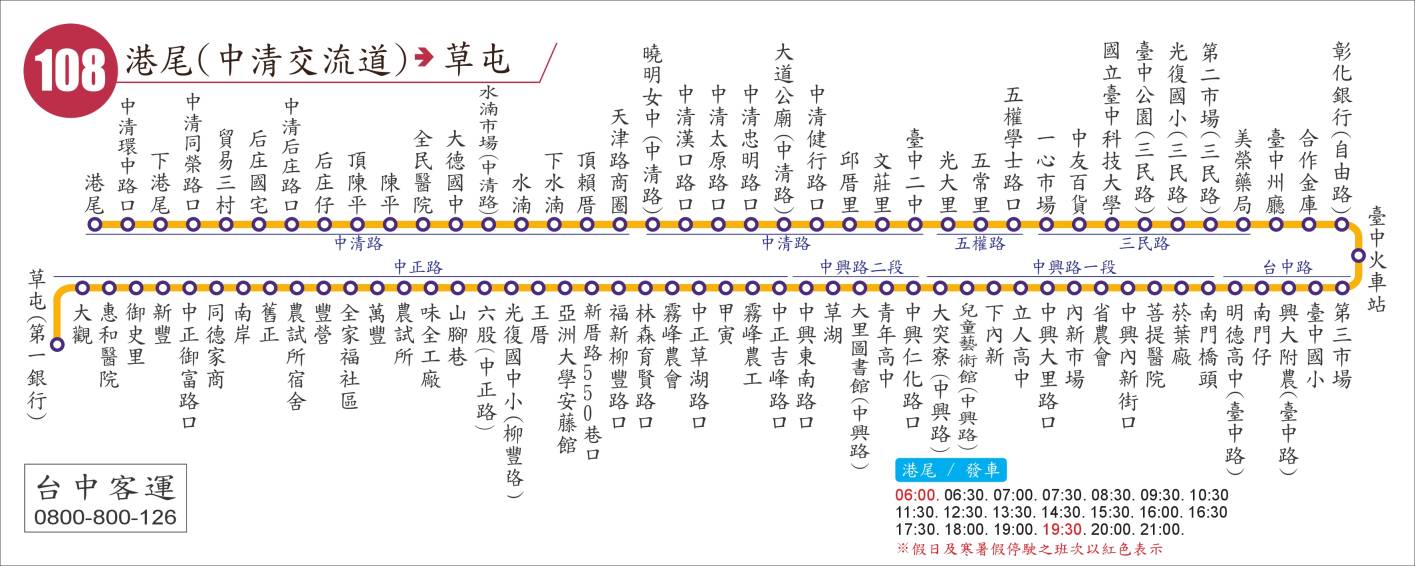 108
港尾(中清交流道)➔草屯
港尾
中清環中路口
下港尾
中清同榮路口
貿易三村
后庄國宅
中清后庄路口
后庄仔
頂陳平
陳平
全民醫院
大德國中
水湳市場(中清路)
水湳
下水湳
頂賴厝
天津路商圈
曉明女中(中清路)
中清漢口路口
中清太原路口
中清忠明路口
大道公廟(中清路)
中清健行路口
邱厝里
文莊里
臺中二中
光大里
五常里
五權學士路口
一心市場
中友百貨
國立臺中科技大學
臺中公園(三民路)
光復國小(三民路)
第二市場(三民路)
美榮藥局
臺中州廳
合作金庫
彰化銀行(自由路)
臺中火車站
中清路
中清路
五權路
三民路
中正路
中興路二段
中興路一段
台中路
草屯(第一銀行)
大觀
惠和醫院
御史里
新豐
中正御富路口
同德家商
南岸
舊正
農試所宿舍
豐營
全家福社區
萬豐
農試所
味全工廠
山腳巷
六股(中正路)
光復國中小(柳豐路)
王厝
亞洲大學安藤館
新厝路550巷口
福新柳豐路口
林森育賢路口
霧峰農會
中正草湖路口
甲寅
霧峰農工
中正吉峰路口
中興東南路口
草湖
大里圖書館(中興路)
青年高中
中興仁化路口
大突寮(中興路)
兒童藝術館(中興路)
下內新
立人高中
中興大里路口
內新市場
省農會
中興內新街口
菩提醫院
菸葉廠
南門橋頭
明德高中(臺中路)
南門仔
興大附農(臺中路)
臺中國小
第三市場
台中客運
0800-800-126
港尾 / 發車
06:00. 06:30. 07:00. 07:30. 08:30. 09:30. 10:30
11:30. 12:30. 13:30. 14:30. 15:30. 16:00. 16:30
17:30. 18:00. 19:00. 19:30. 20:00. 21:00.
※假日及寒暑假停駛之班次以紅色表示